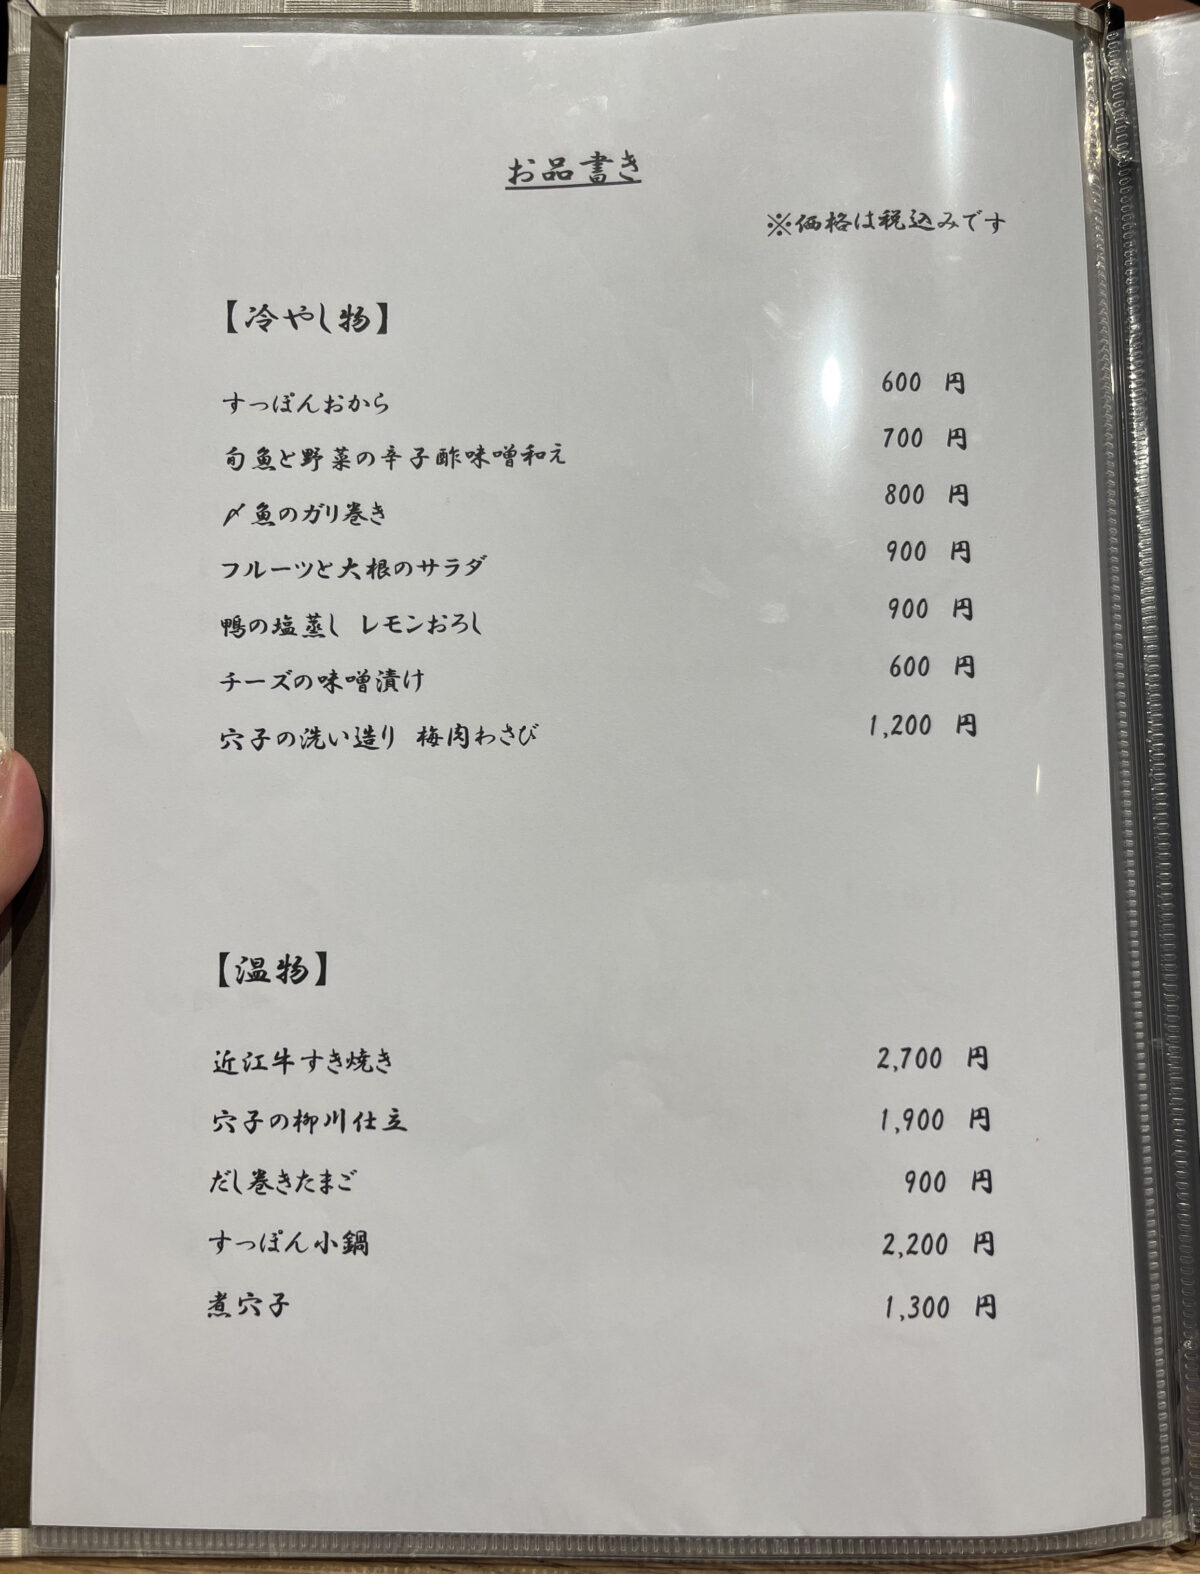 お品書き
※価格は税込みです
【冷やし物】
すっぽんおから 600 円
旬魚と野菜の辛子酢味噌和え 700 円
〆魚のガリ巻き 800 円
フルーツと大根のサラダ 900 円
鴨の塩蒸し レモンおろし 900 円
チーズの味噌漬け 600 円
穴子の洗い造り 梅肉わさび 1,200 円
【温物】
近江牛すき焼き 2,700 円
穴子の柳川仕立 1,900 円
だし巻きたまご 900 円
すっぽん小鍋 2,200 円
煮穴子 1,300 円